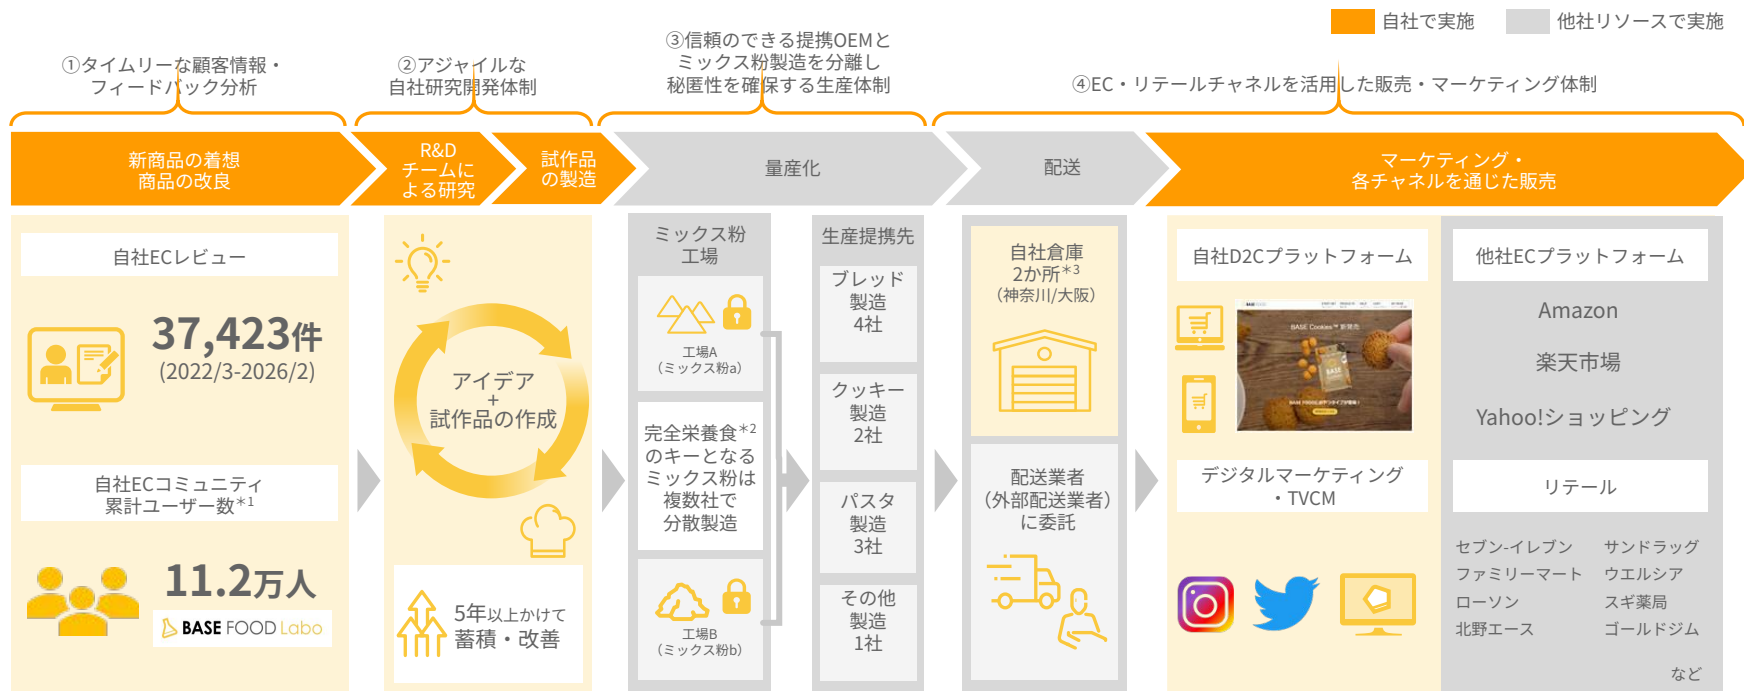 自社で実施
他社リソースで実施
①タイムリーな顧客情報・
フィードバック分析
②アジャイルな
自社研究開発体制
③信頼のできる提携OEMと
ミックス粉製造を分離し
秘匿性を確保する生産体制
④EC・リテールチャネルを活用した販売・マーケティング体制
新商品の着想
商品の改良
R&D
チームに
よる研究
試作品
の製造
量産化
配送
マーケティング・
各チャネルを通じた販売
自社ECレビュー
37,423件
(2022/3-2026/2)
自社ECコミュニティ
累計ユーザー数*1
11.2万人
BASE FOOD Labo
アイデア
+
試作品の作成
5年以上かけて
蓄積・改善
ミックス粉
工場
工場A
(ミックス粉a)
完全栄養食*2
のキーとなる
ミックス粉は
複数社で
分散製造
工場B
(ミックス粉b)
生産提携先
ブレッド
製造
4社
クッキー
製造
2社
パスタ
製造
3社
その他
製造
1社
自社倉庫
2か所*3
(神奈川/大阪)
配送業者
(外部配送業者)
に委託
自社D2Cプラットフォーム
BASE Cookies™ 新発売
BASE
デジタルマーケティング
・TVCM
他社ECプラットフォーム
Amazon
楽天市場
Yahoo!ショッピング
リテール
セブン-イレブン
ファミリーマート
ローソン
北野エース
サンドラッグ
ウエルシア
スギ薬局
ゴールドジム
など